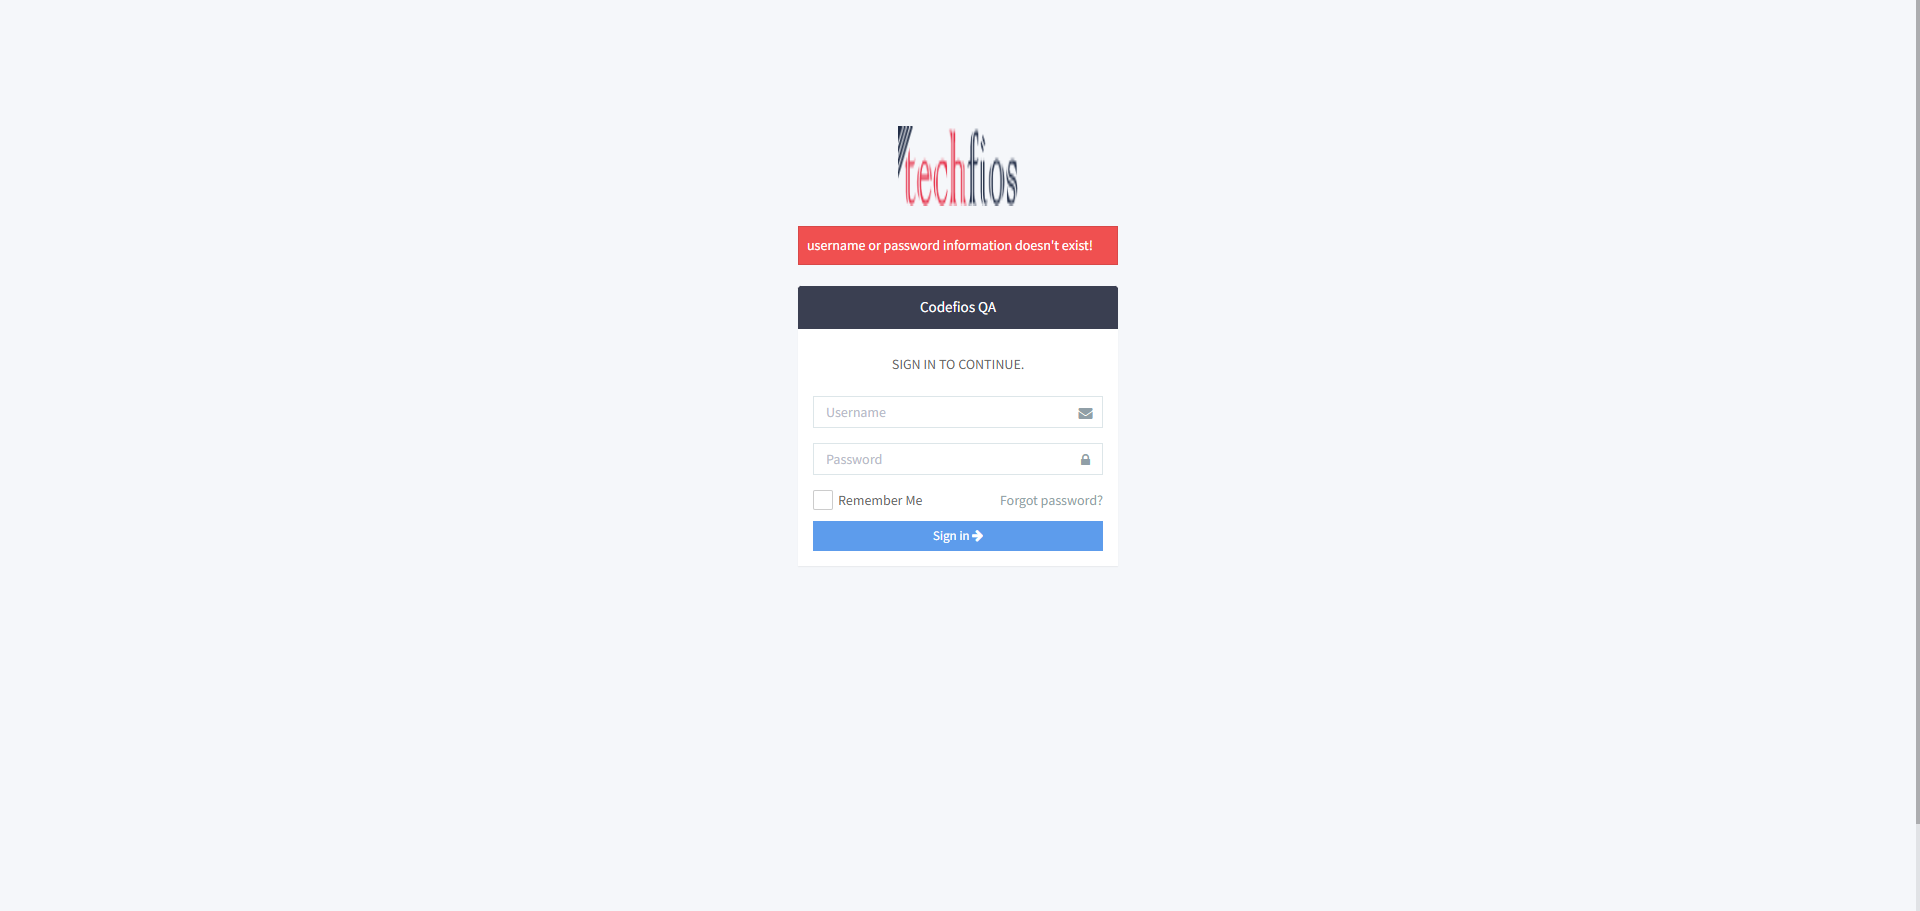 techfios
username or password information doesn't exist!
Codefios QA
SIGN IN TO CONTINUE.
Username
Password
Remember Me Forgot password?
Sign in